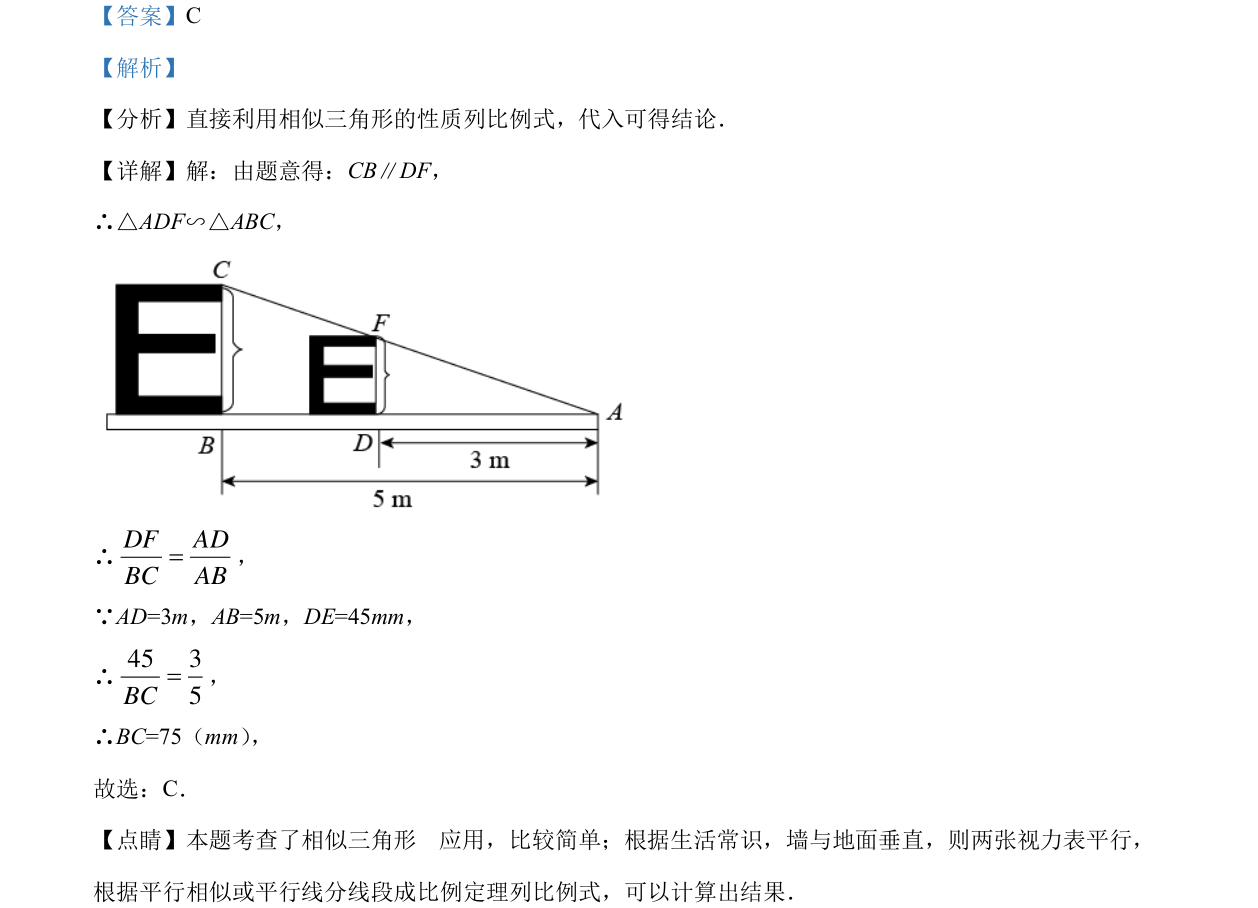 【答案】C
【解析】
【分析】直接利用相似三角形的性质列比例式，代入可得结论．
【详解】解：由题意得：CB∥DF，
∴△ADF∽△ABC，
C
F
A
B
D
3 m
5 m
∴DF/BC=AD/AB，
∵AD=3m，AB=5m，DE=45mm，
∴45/BC=3/5，
∴BC=75（mm），
故选：C．
【点睛】本题考查了相似三角形 应用，比较简单；根据生活常识，墙与地面垂直，则两张视力表平行，
根据平行相似或平行线分线段成比例定理列比例式，可以计算出结果．